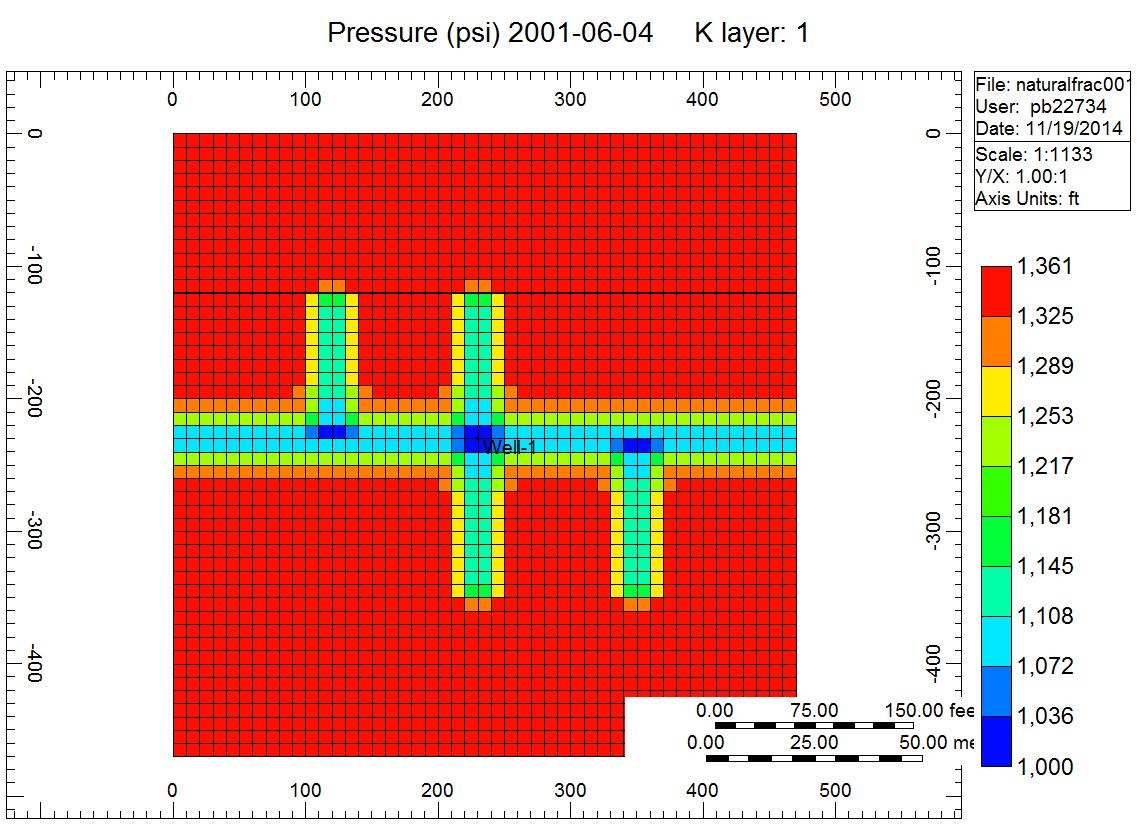 Pressure (psi) 2001-06-04 K layer: 1
File: naturalfrac001
User: pb22734
Date: 11/19/2014
Scale: 1:1133
Y/X: 1.00:1
Axis Units: ft
0 100 200 300 400 500
0 0
-100 -100
-200 -200
-300 -300
-400 -400
Well-1
1,361
1,325
1,289
1,253
1,217
1,181
1,145
1,108
1,072
1,036
1,000
0.00 75.00 150.00 fee
0.00 25.00 50.00 me
0 100 200 300 400 500